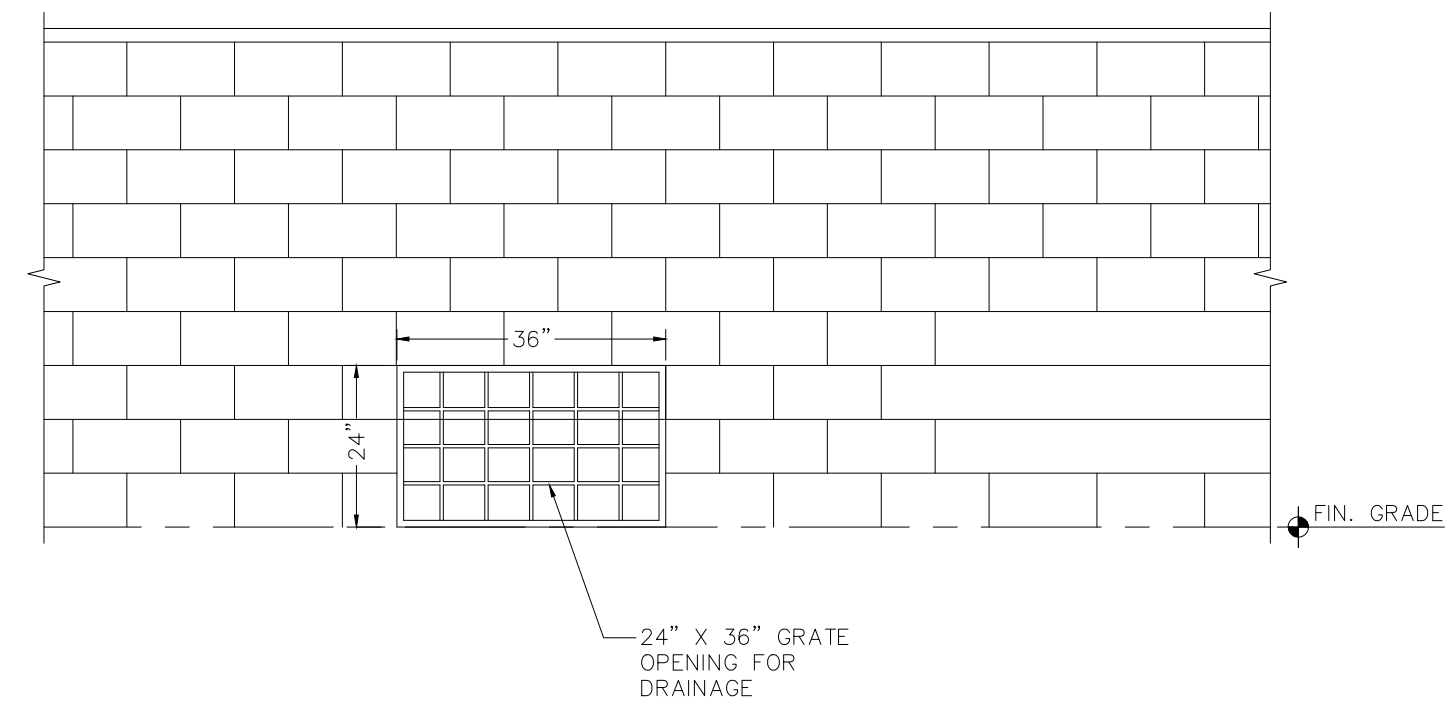 36”
24”
FIN. GRADE
24” X 36” GRATE
OPENING FOR
DRAINAGE